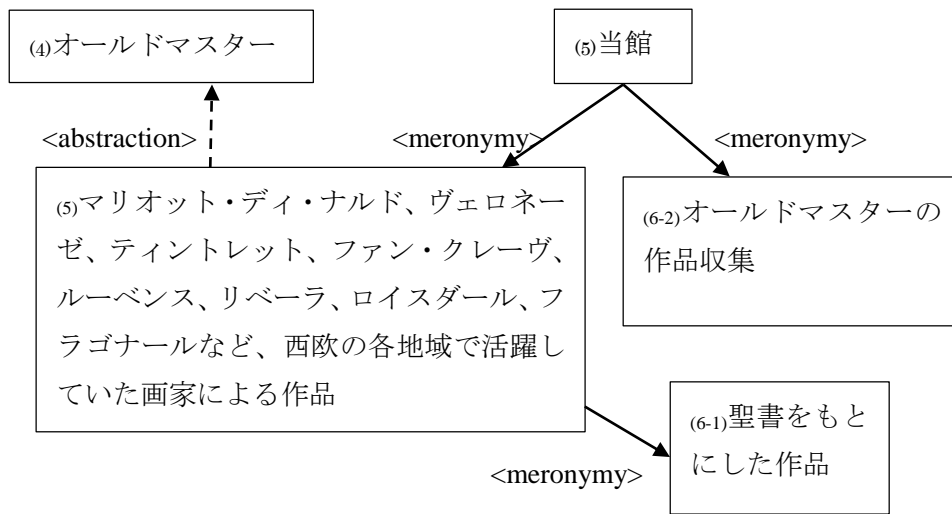 (4)オールドマスター
(5)当館
<abstraction>
<meronymy>
<meronymy>
(5)マリオット・ディ・ナルド、ヴェロネー
ゼ、ティントレット、ファン・クレーヴ、
ルーベンス、リベーラ、ロイスダール、フ
ラゴナールなど、西欧の各地域で活躍し
ていた画家による作品
(6-2)オールドマスターの
作品収集
(6-1)聖書をもと
にした作品
<meronymy>